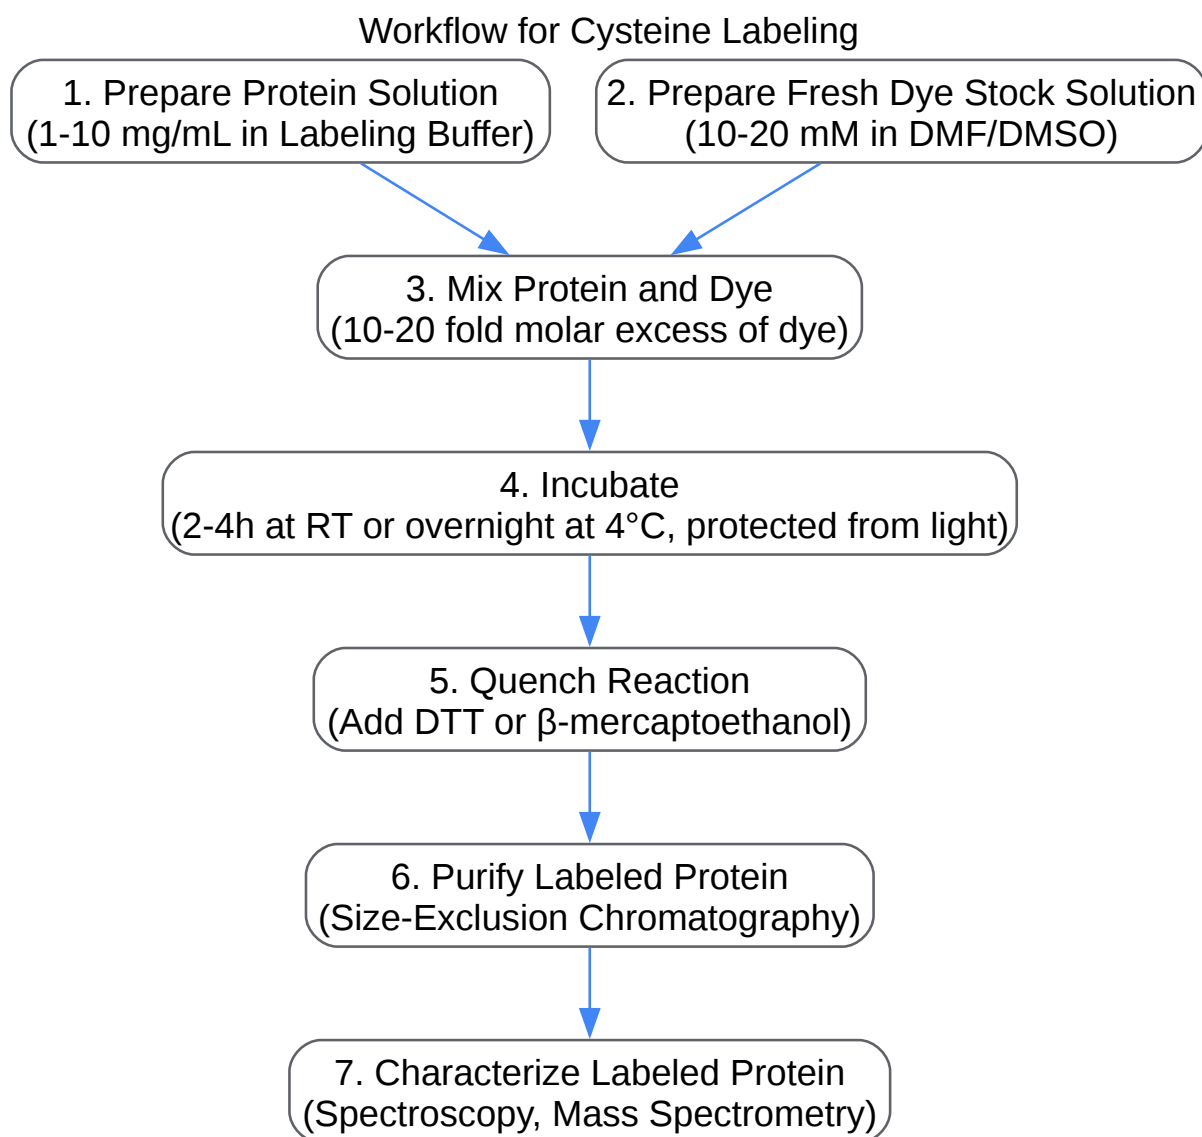 Workflow for Cysteine Labeling
1. Prepare Protein Solution
(1-10 mg/mL in Labeling Buffer)
2. Prepare Fresh Dye Stock Solution
(10-20 mM in DMF/DMSO)
3. Mix Protein and Dye
(10-20 fold molar excess of dye)
4. Incubate
(2-4h at RT or overnight at 4°C, protected from light)
5. Quench Reaction
(Add DTT or β-mercaptoethanol)
6. Purify Labeled Protein
(Size-Exclusion Chromatography)
7. Characterize Labeled Protein
(Spectroscopy, Mass Spectrometry)